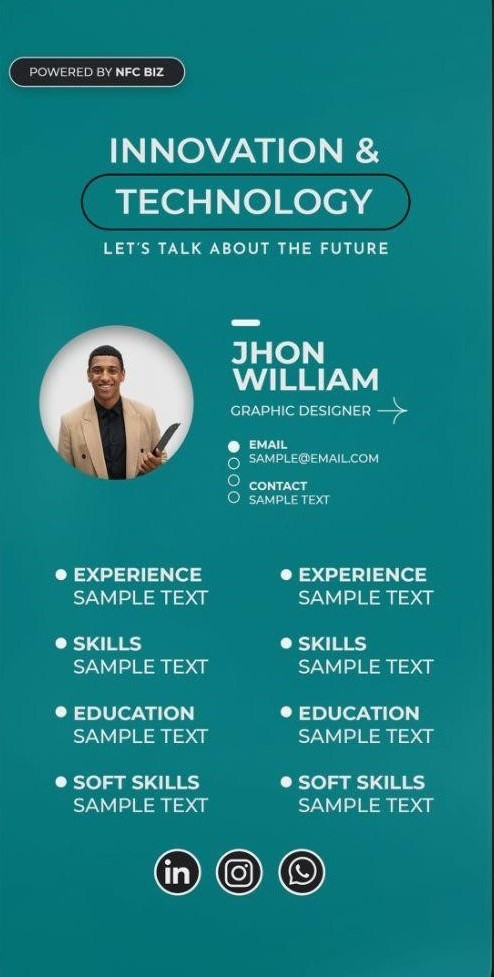 POWERED BY NFC BIZ
INNOVATION &
TECHNOLOGY
LET'S TALK ABOUT THE FUTURE
JHON
WILLIAM
GRAPHIC DESIGNER
EMAIL
SAMPLE@EMAIL.COM
CONTACT
SAMPLE TEXT
EXPERIENCE
SAMPLE TEXT
SKILLS
SAMPLE TEXT
EDUCATION
SAMPLE TEXT
SOFT SKILLS
SAMPLE TEXT
EXPERIENCE
SAMPLE TEXT
SKILLS
SAMPLE TEXT
EDUCATION
SAMPLE TEXT
SOFT SKILLS
SAMPLE TEXT
in